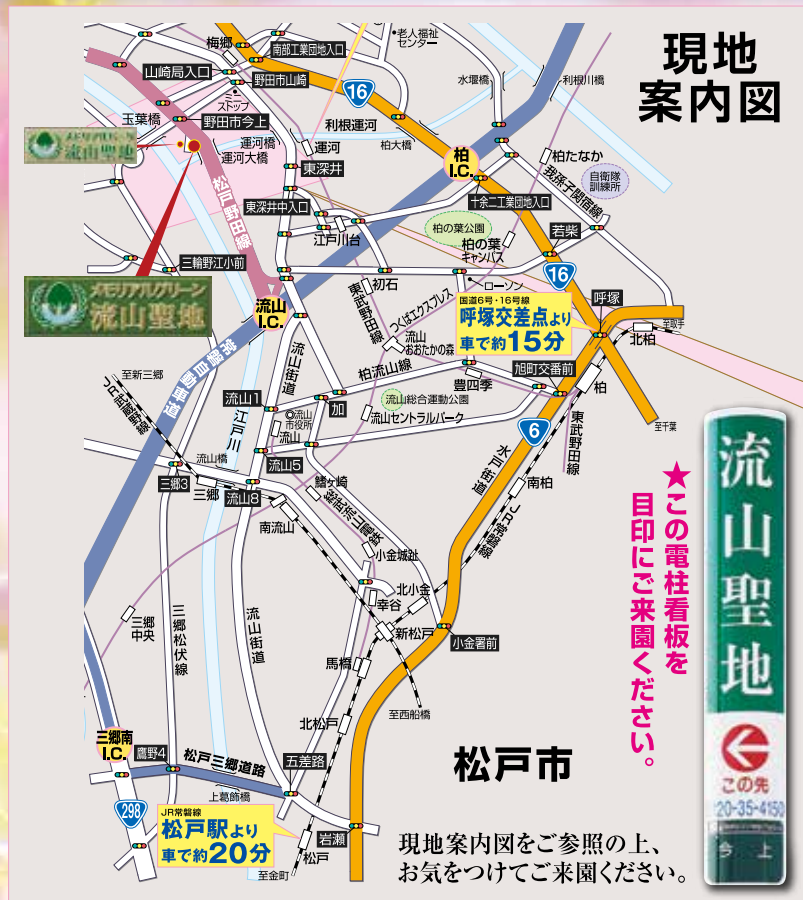 現地
案内図
梅郷
南部工業団地入口
老人福祉
センター
山崎局入口
野田市山崎
16
水堰橋
利根川橋
ミニ
ストップ
玉葉橋
野田市今上
利根運河
運河橋
運河大橋
運河
柏大橋
柏
I.C.
柏たなか
メモリアルグリーン
流山聖地
東深井
我孫子関宿線
自衛隊
訓練所
松戸野田線
東深井中入口
十余二工業団地入口
江戸川台
柏の葉公園
柏の葉
キャンパス
若柴
三輪野江小前
16
初石
ローソン
メモリアルグリーン
流山聖地
流山
I.C.
東武野田線
つくばエクスプレス
国道6号・16号線
呼塚交差点より
車で約15分
呼塚
至取手
北柏
常磐自動車道
流山街道
流山
おおたかの森
柏流山線
旭町交番前
至新三郷
JR武蔵野線
豊四季
柏
流山1
加
流山総合運動公園
江戸川
流山
市役所
流山
流山セントラルパーク
6
東武野田線
至千葉
流山橋
流山5
水戸街道
三郷3
三郷
流山8
鰭ヶ崎
総武流山電鉄
南柏
JR常磐線
南流山
小金城趾
北小金
幸谷
三郷
中央
三郷松伏線
流山街道
新松戸
小金署前
馬橋
至西船橋
北松戸
三郷南
I.C.
鷹野4
松戸三郷道路
五差路
松戸市
上葛飾橋
298
JR常磐線
松戸駅より
車で約20分
岩瀬
松戸
至金町
★この電柱看板を
目印にご来園ください。
流山聖地
この先
20-35-4150
今上
現地案内図をご参照の上、
お気をつけてご来園ください。